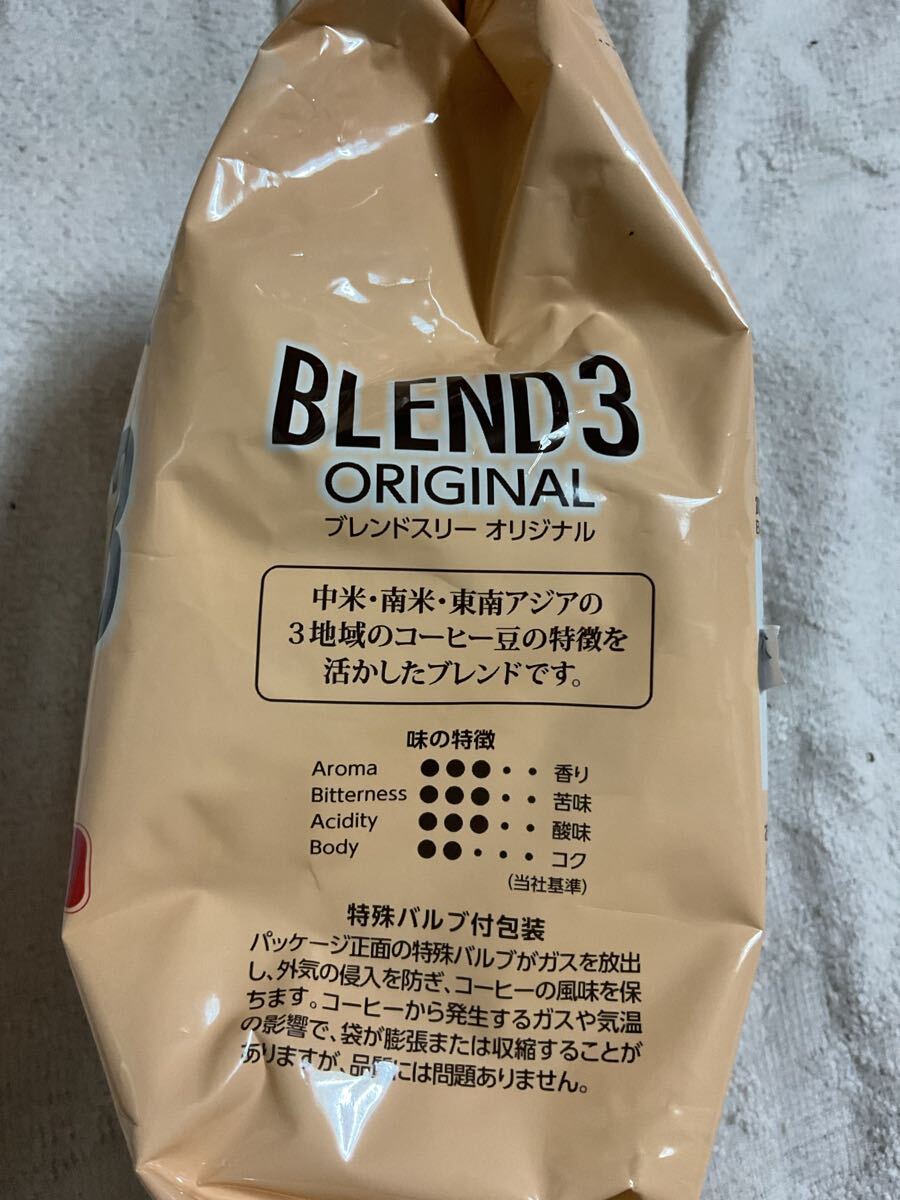 BLEND3
ORIGINAL
ブレンドスリー オリジナル
中米・南米・東南アジアの
3地域のコーヒー豆の特徴を
活かしたブレンドです。
味の特徴
Aroma ●●●・・ 香り
Bitterness ●●●・・ 苦味
Acidity ●●●・・ 酸味
Body ●●・・・ コク
(当社基準)
特殊バルブ付包装
パッケージ正面の特殊バルブがガスを放出
し、外気の侵入を防ぎ、コーヒーの風味を保
ちます。コーヒーから発生するガスや気温
の影響で、袋が膨張または収縮することが
ありますが、品質には問題ありません。